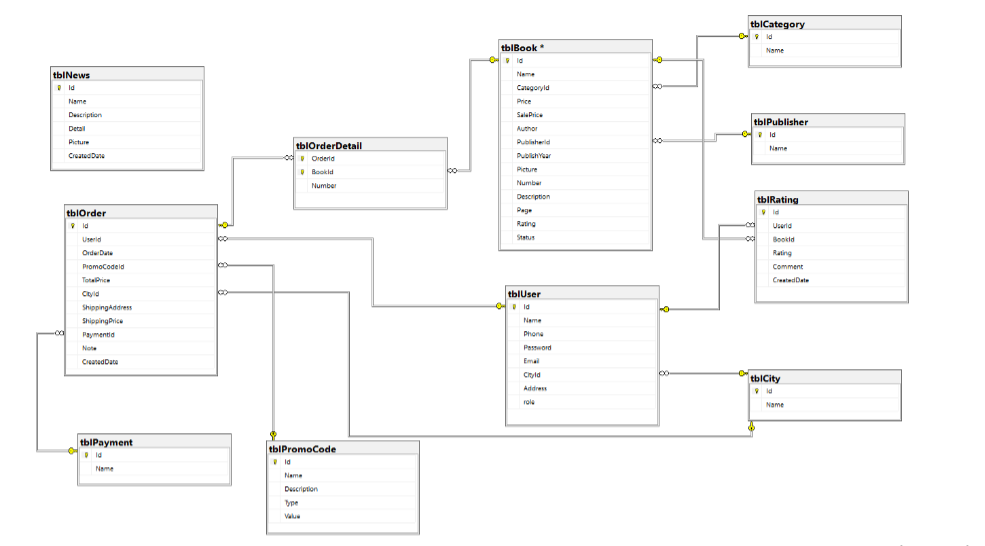 tblNews
Id
Name
Description
Detail
Picture
CreatedDate
tblOrderDetail
OrderId
BookId
Number
tblBook *
Id
Name
CategoryId
Price
SalePrice
Author
PublisherId
PublishYear
Picture
Number
Description
Page
Rating
Status
tblCategory
Id
Name
tblPublisher
Id
Name
tblRating
Id
UserId
BookId
Rating
Comment
CreatedDate
tblOrder
Id
UserId
OrderDate
PromoCodeId
TotalPrice
CityId
ShippingAddress
ShippingPrice
PaymentId
Note
CreatedDate
tblUser
Id
Name
Phone
Password
Email
CityId
Address
role
tblCity
Id
Name
tblPayment
Id
Name
tblPromoCode
Id
Name
Description
Type
Value